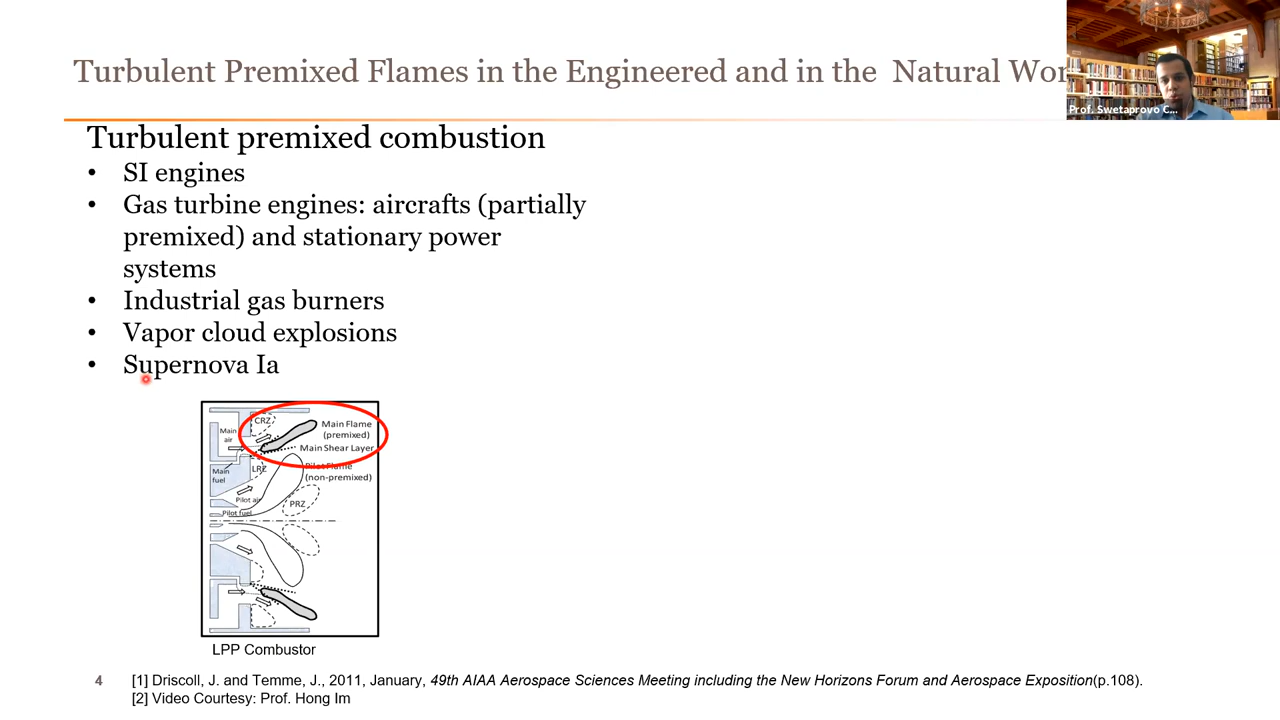 Turbulent Premixed Flames in the Engineered and in the Natural Wor
Prof. Swetaprovo C...
Turbulent premixed combustion
• SI engines
• Gas turbine engines: aircrafts (partially
premixed) and stationary power
systems
• Industrial gas burners
• Vapor cloud explosions
• Supernova Ia
CRZ
Main
air
Main Flame
(premixed)
Main Shear Layer
Main
fuel
LRZ
Pilot Flame
(non-premixed)
Pilot air
PRZ
Pilot fuel
LPP Combustor
4
[1] Driscoll, J. and Temme, J., 2011, January, 49th AIAA Aerospace Sciences Meeting including the New Horizons Forum and Aerospace Exposition(p.108).
[2] Video Courtesy: Prof. Hong Im